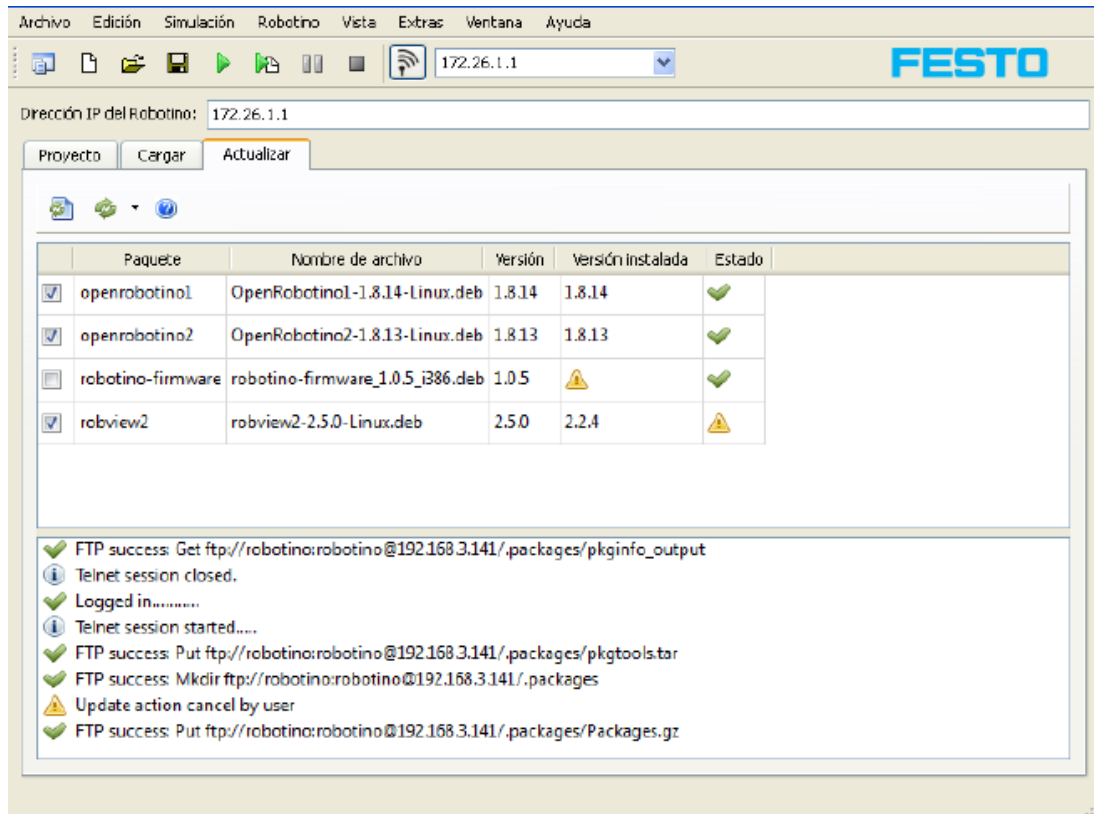 Archivo Edición Simulación Robotino Vista Extras Ventana Ayuda
172.26.1.1
FESTO
Dirección IP del Robotino: 172.26.1.1
Proyecto Cargar Actualizar
Paquete Nombre de archivo Versión Versión instalada Estado
openrobotino1 OpenRobotino1-1.8.14-Linux.deb 1.8.14 1.8.14
openrobotino2 OpenRobotino2-1.8.13-Linux.deb 1.8.13 1.8.13
robotino-firmware robotino-firmware_1.0.5_i386.deb 1.0.5
robview2 robview2-2.5.0-Linux.deb 2.5.0 2.2.4
FTP success: Get ftp://robotino:robotino@192.168.3.141/.packages/pkginfo_output
Telnet session closed.
Logged in...........
Telnet session started.....
FTP success: Put ftp://robotino:robotino@192.168.3.141/.packages/pkgtools.tar
FTP success: Mkdir ftp://robotino:robotino@192.168.3.141/.packages
Update action cancel by user
FTP success: Put ftp://robotino:robotino@192.168.3.141/.packages/Packages.gz